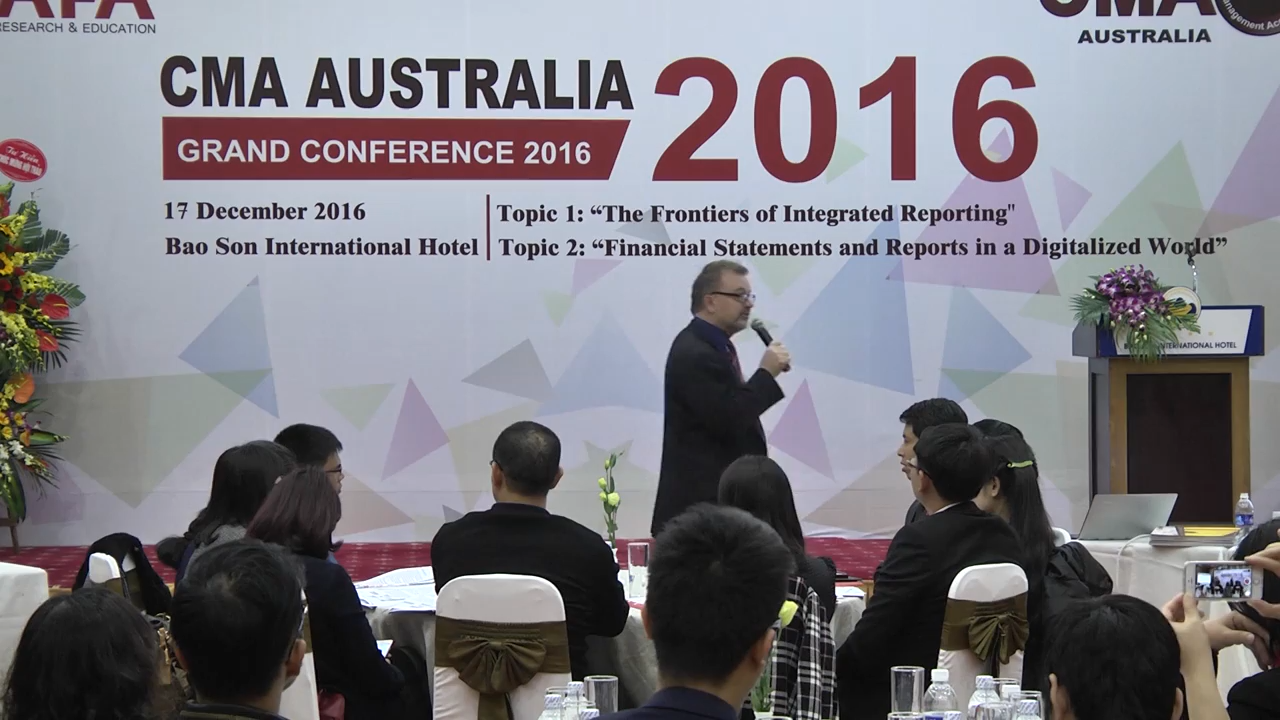 AFA
RESEARCH & EDUCATION
CMA
AUSTRALIA
CMA AUSTRALIA
2016
GRAND CONFERENCE 2016
17 December 2016
Bao Son International Hotel
Topic 1: “The Frontiers of Integrated Reporting"
Topic 2: “Financial Statements and Reports in a Digitalized World”
INTERNATIONAL HOTEL